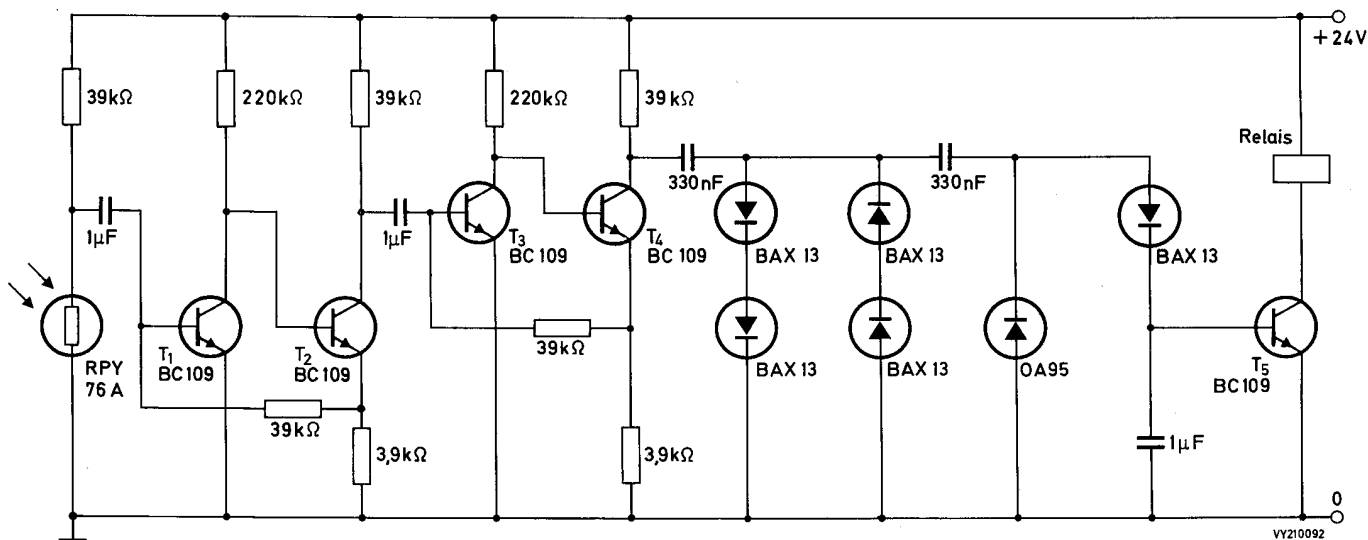 + 24V
39kΩ
220kΩ
39kΩ
220kΩ
39kΩ
Relais
1μF
1μF
330nF
330nF
T3
BC 109
T4
BC 109
BAX 13
BAX 13
BAX 13
RPY
76 A
T1
BC 109
T2
BC 109
39kΩ
BAX 13
BAX 13
OA95
T5
BC 109
39kΩ
3,9kΩ
3,9kΩ
1μF
0
VY210092